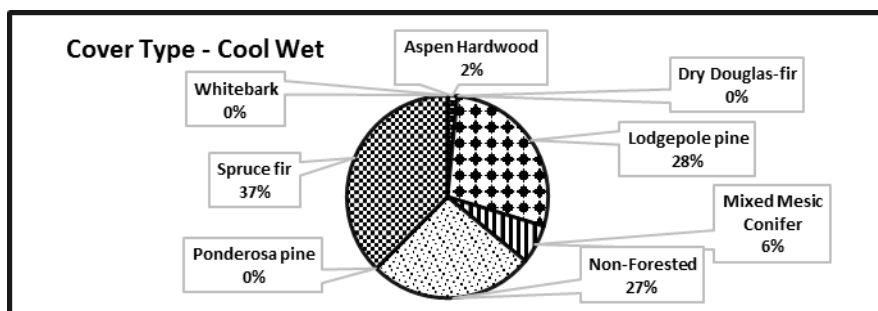 Cover Type - Cool Wet
Aspen Hardwood
2%
Whitebark
0%
Dry Douglas-fir
0%
Lodgepole pine
28%
Spruce fir
37%
Mixed Mesic
Conifer
6%
Ponderosa pine
0%
Non-Forested
27%